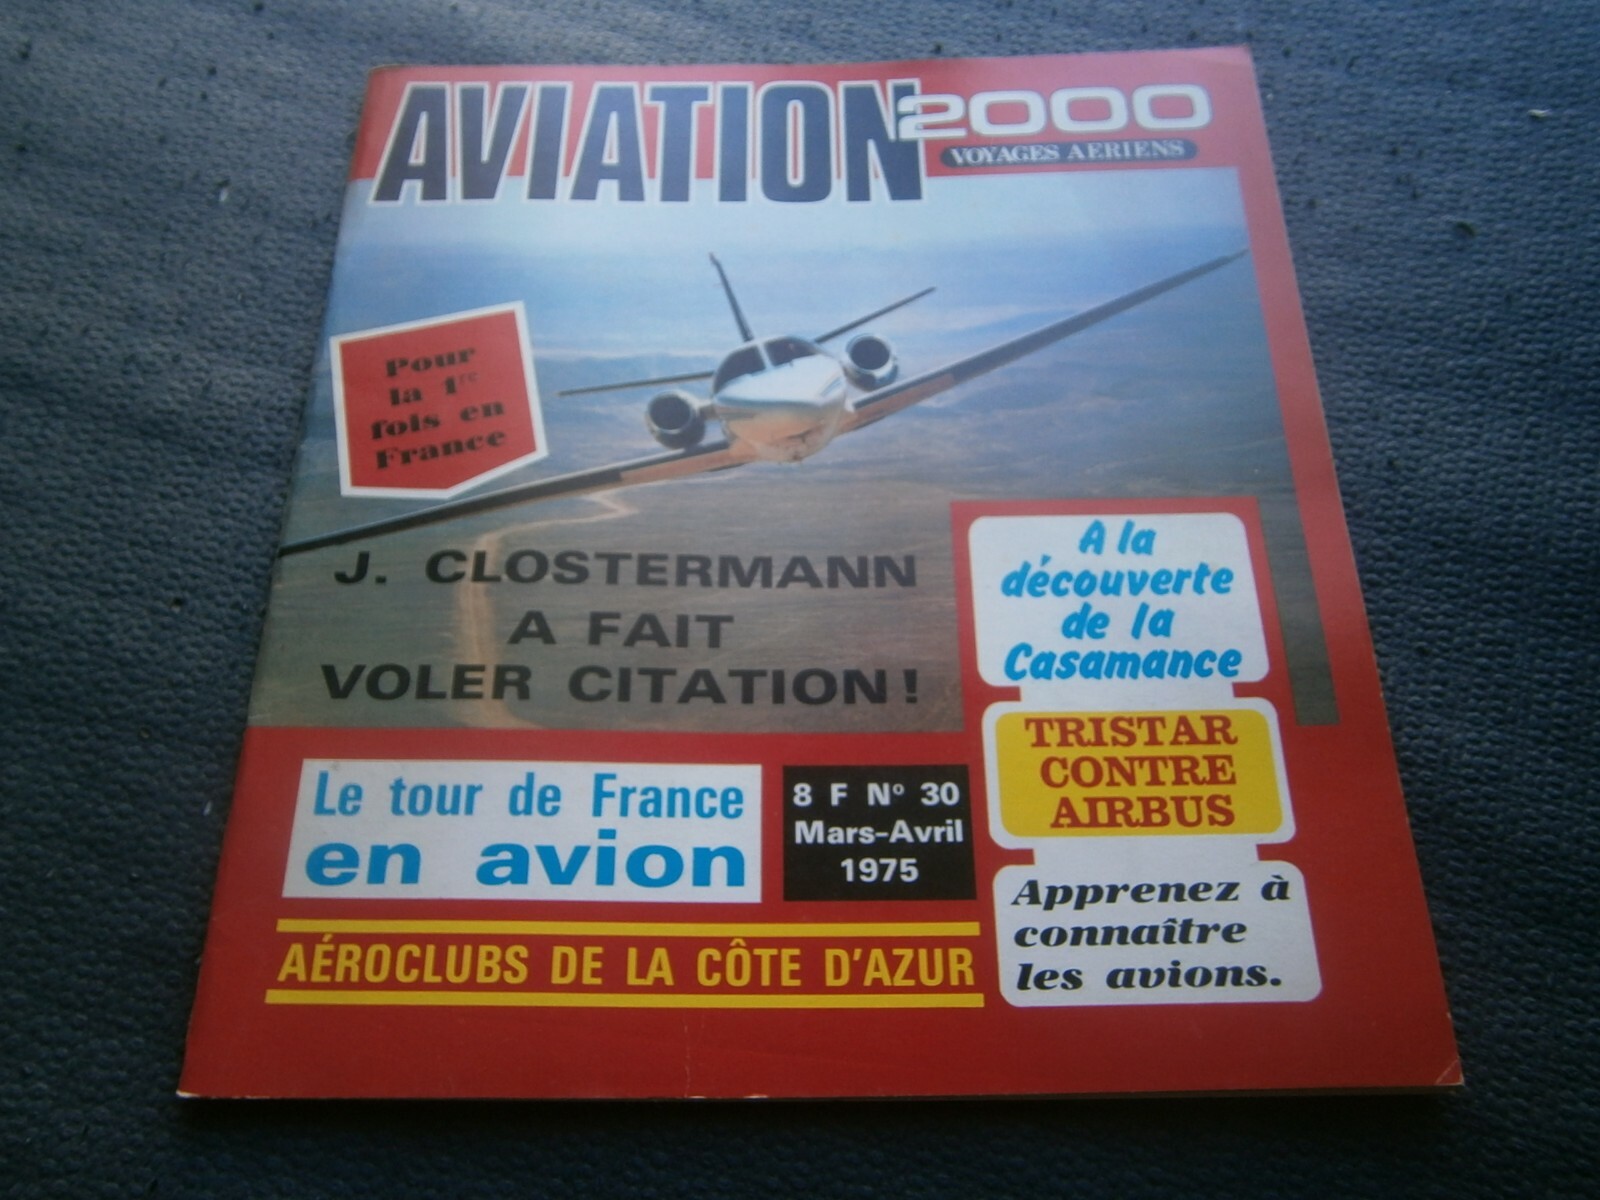 AVIATION 2000
VOYAGES AERIENS
Pour
la 1re
fois en
France
J. CLOSTERMANN
A FAIT
VOLER CITATION !
A la
découverte
de la
Casamance
TRISTAR
CONTRE
AIRBUS
Le tour de France
en avion
8 F Nº 30
Mars-Avril
1975
Apprenez à
connaître
les avions.
AÉROCLUBS DE LA CÔTE D'AZUR